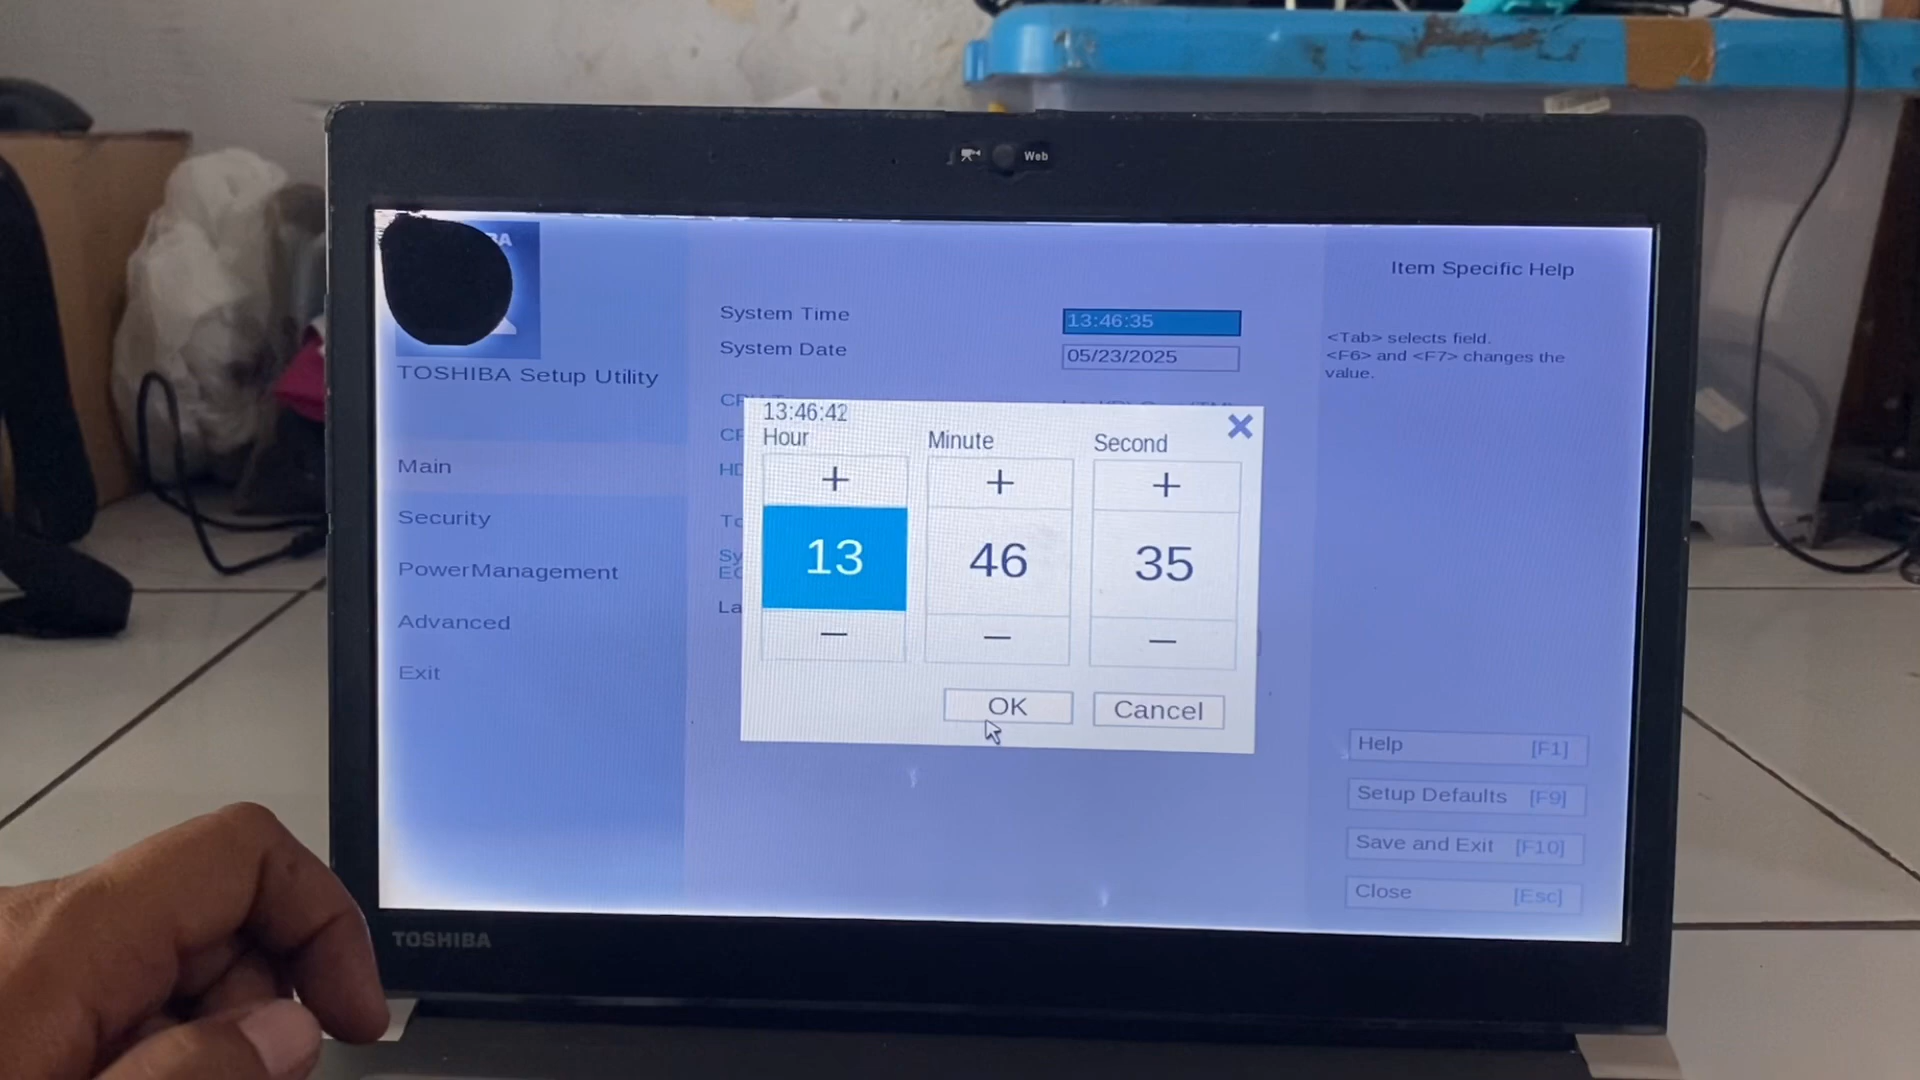 Web
TOSHIBA Setup Utility
Main
Security
PowerManagement
Advanced
Exit
System Time 13:46:35
System Date 05/23/2025
13:46:42
Hour Minute Second
+ + +
13 46 35
— — —
OK Cancel
Item Specific Help
<Tab> selects field.
<F6> and <F7> changes the
value.
Help [F1]
Setup Defaults [F9]
Save and Exit [F10]
Close [Esc]
TOSHIBA